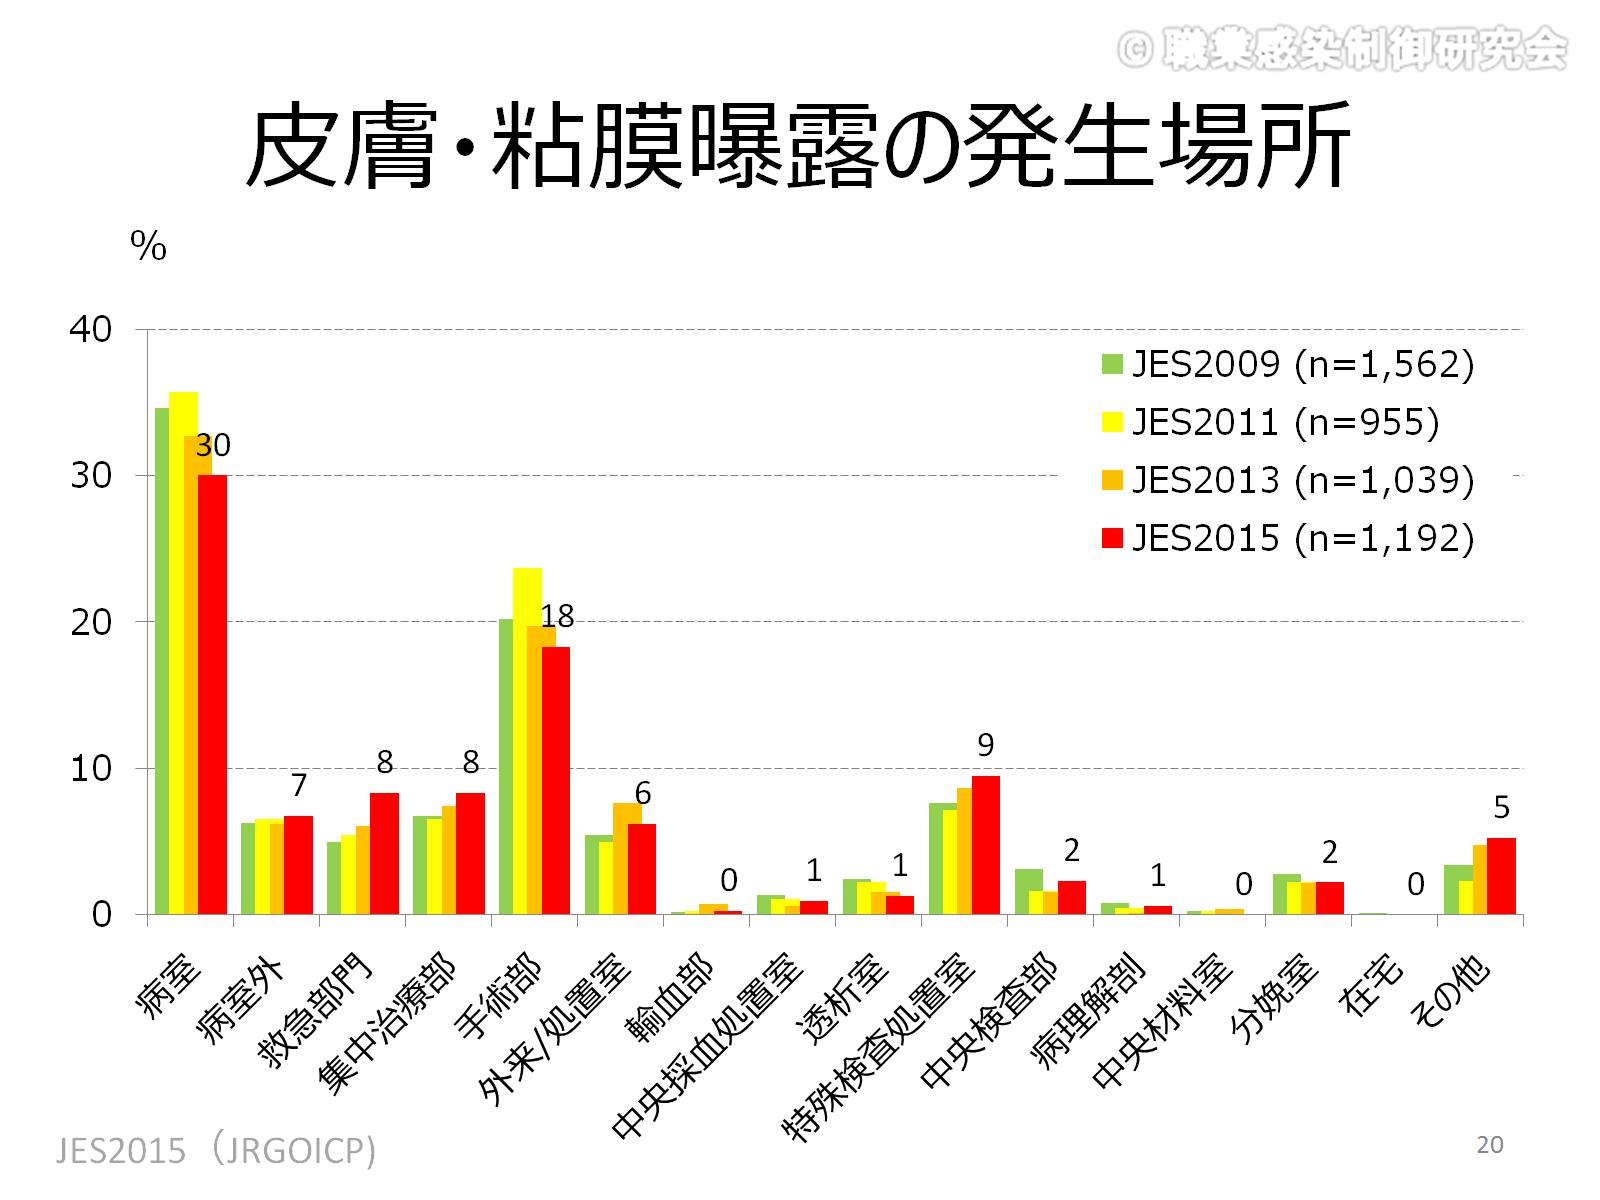 © 職業感染制御研究会
皮膚・粘膜曝露の発生場所
%
40
30
20
10
0
JES2009 (n=1,562)
JES2011 (n=955)
JES2013 (n=1,039)
JES2015 (n=1,192)
30
7
8
8
18
6
0
1
1
9
2
1
0
2
0
5
病室
病室外
救急部門
集中治療部
手術部
外来/処置室
輸血部
中央採血処置室
透析室
特殊検査処置室
中央検査部
病理解剖
中央材料室
分娩室
在宅
その他
JES2015（JRGOICP)
20